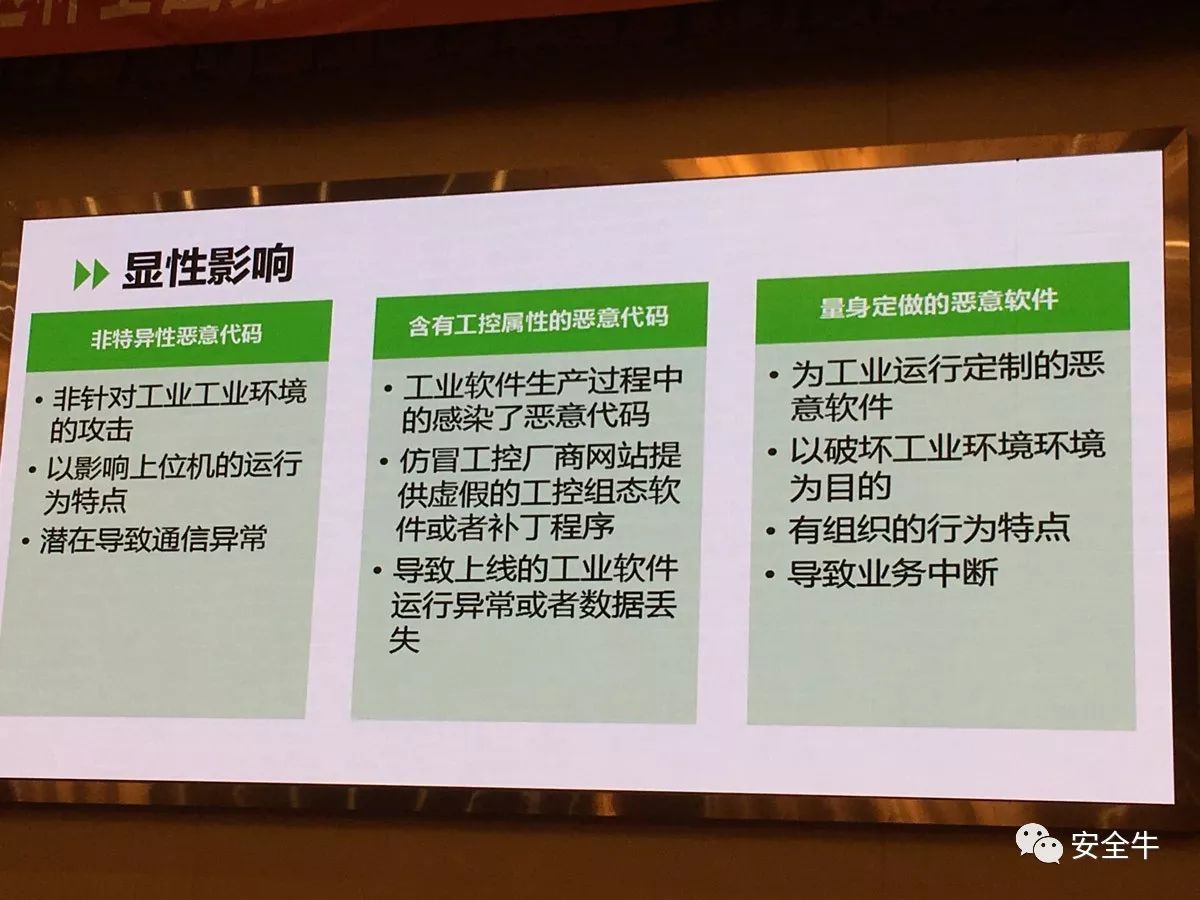 显性影响
非特异性恶意代码
• 非针对工业工业环境
的攻击
• 以影响上位机的运行
为特点
• 潜在导致通信异常
含有工控属性的恶意代码
• 工业软件生产过程中
的感染了恶意代码
• 仿冒工控厂商网站提
供虚假的工控组态软
件或者补丁程序
• 导致上线的工业软件
运行异常或者数据丢
失
量身定做的恶意软件
• 为工业运行定制的恶
意软件
• 以破坏工业环境环境
为目的
• 有组织的行为特点
• 导致业务中断
安全牛